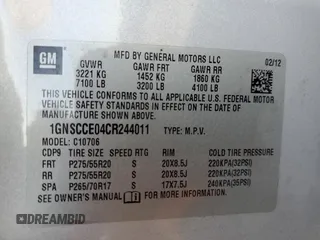 GM
MFD BY GENERAL MOTORS LLC
GVWR GAWR FRT GAWR RR 02/12
3221 KG 1452 KG 1860 KG
7100 LB 3200 LB 4100 LB
THIS VEHICLE CONFORMS TO ALL APPLICABLE U.S. FEDERAL
MOTOR VEHICLE SAFETY STANDARDS IN EFFECT ON THE DATE OF
MANUFACTURE SHOWN ABOVE.
1GNSCCE04CR244011 TYPE: M.P.V.
MODEL: C10706
CDP9 TIRE SIZE SPEED RTG RIM COLD TIRE PRESSURE
FRT P275/55R20 S 20X8.5J 220KPA(32PSI)
RR P275/55R20 S 20X8.5J 220KPA(32PSI)
SPA P265/70R17 S 17X7.5J 240KPA(35PSI)
SEE OWNER'S MANUAL FOR ADDITIONAL INFORMATION.
DREAMBID